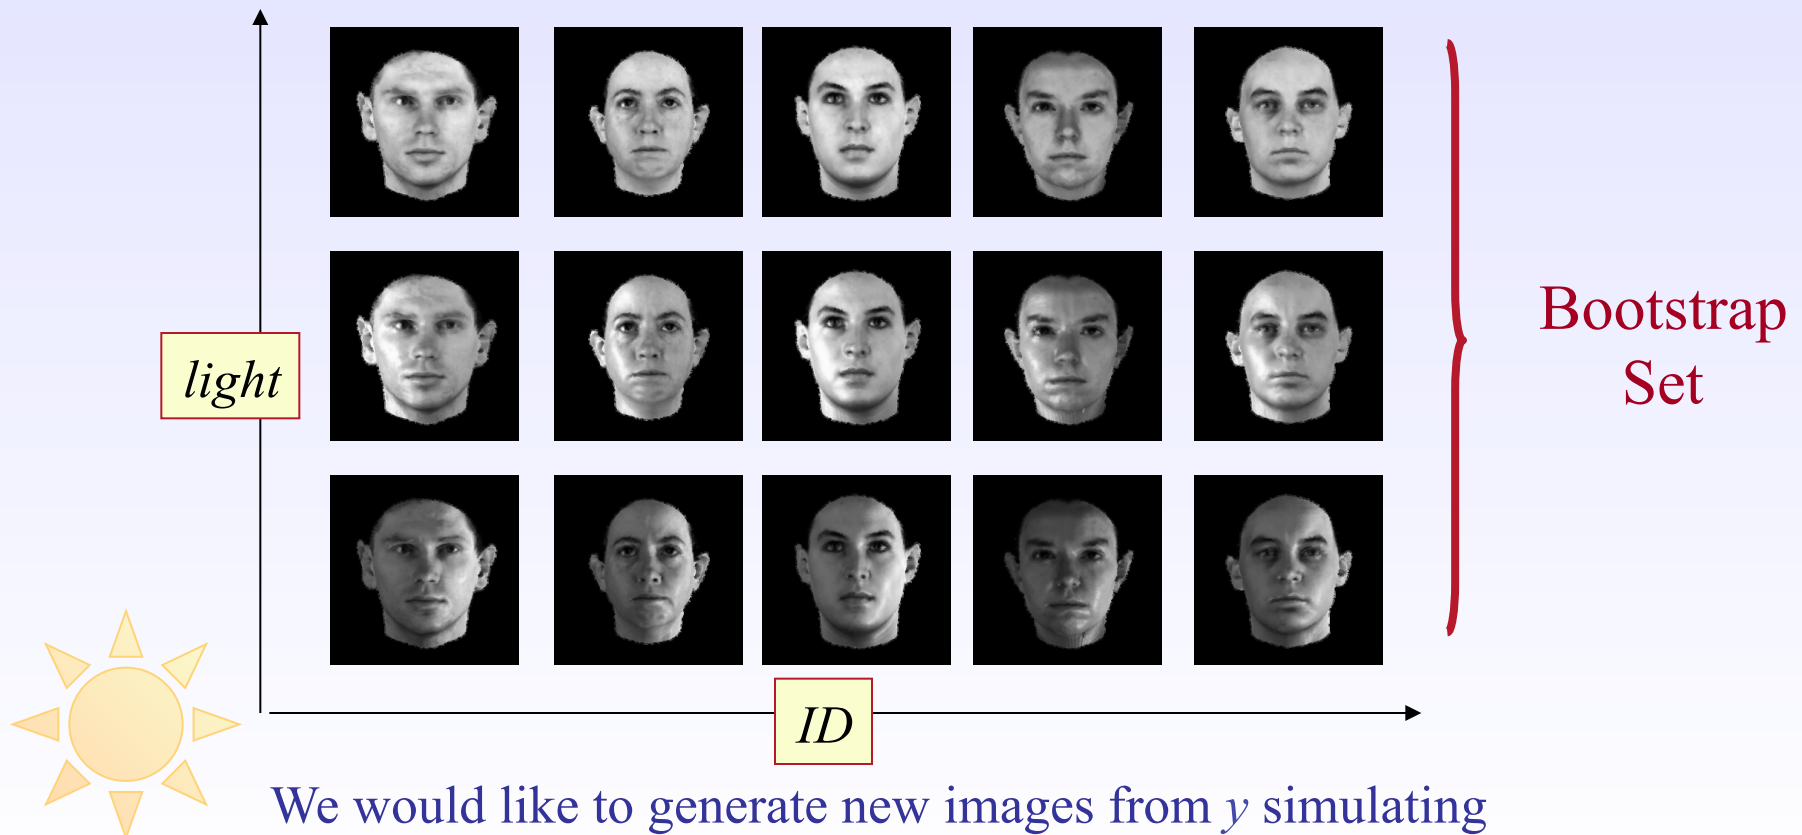 light
Bootstrap
Set
ID
We would like to generate new images from y simulating